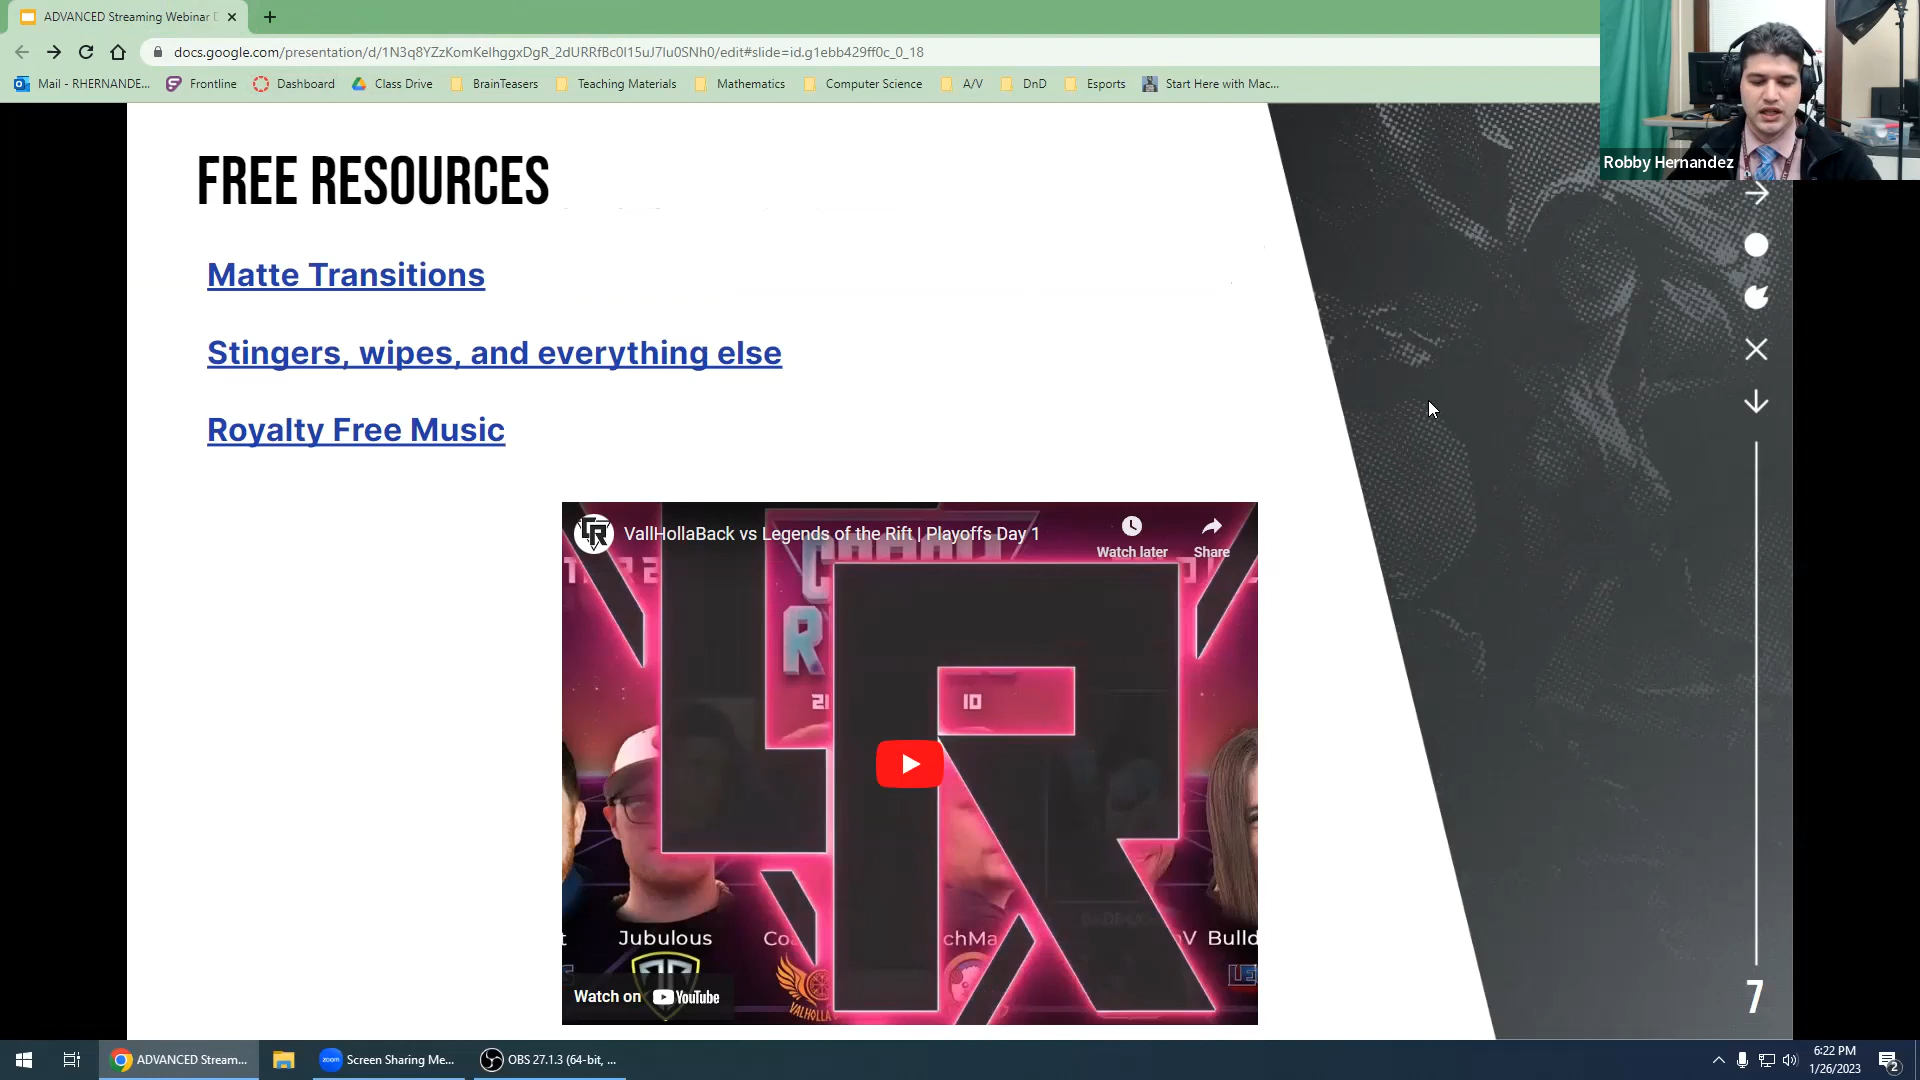 ADVANCED Streaming Webinar
docs.google.com/presentation/d/1N3q8YZzKomKelhggxDgR_2dURRfBc0l15uJ7lu0SNh0/edit#slide=id.g1ebb429ff0c_0_18
Mail - RHERNANDE...
Frontline
Dashboard
Class Drive
BrainTeasers
Teaching Materials
Mathematics
Computer Science
A/V
DnD
Esports
Start Here with Mac...
Robby Hernandez
FREE RESOURCES
Matte Transitions
Stingers, wipes, and everything else
Royalty Free Music
VallHollaBack vs Legends of the Rift | Playoffs Day 1
Watch later
Share
10
Jubulous
VALHOLLA
Watch on YouTube
7
ADVANCED Stream...
zoom
Screen Sharing Me...
OBS 27.1.3 (64-bit, ...
6:22 PM
1/26/2023
2